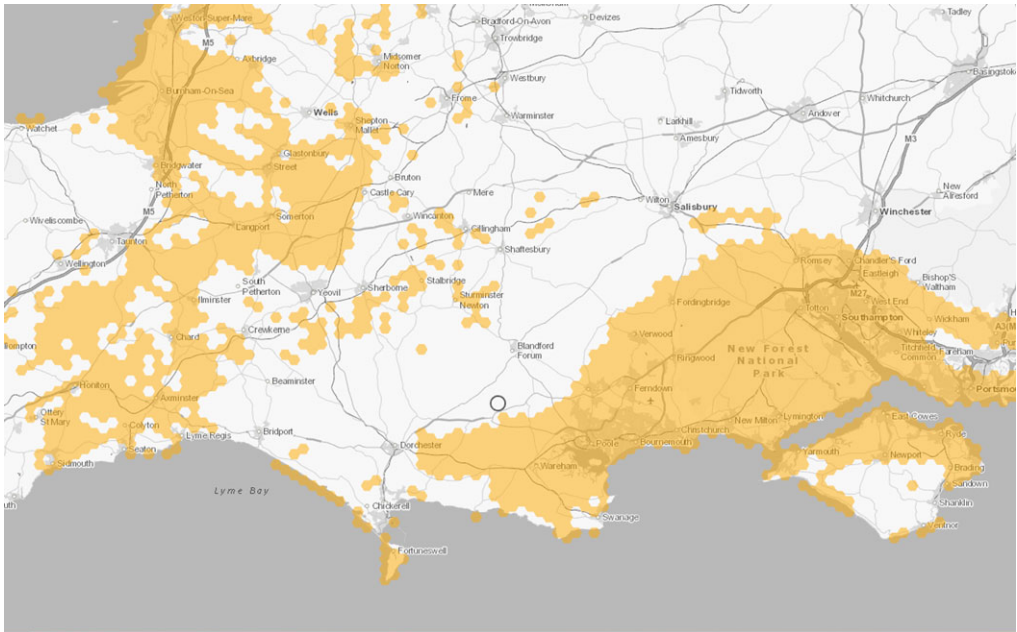 Weston-Super-Mare
Bradford-On-Avon
Devizes
Tadley
M5
Trowbridge
Axbridge
Midsomer
Norton
Basingstoke
Westbury
Burnham-On-Sea
Frome
Tidworth
Whitchurch
Wells
Andover
Watchet
Shepton
Mallet
Warminster
Larkhill
Amesbury
M3
Glastonbury
Street
Bridgwater
Bruton
North
Petherton
Castle Cary
Mere
New
Alresford
Wiveliscombe
M5
Somerton
Wincanton
Wilton
Salisbury
Winchester
Langport
Gillingham
Taunton
Shaftesbury
Wellington
Romsey
Chandler'S Ford
Eastleigh
South
Petherton
Stalbridge
Bishop'S
Waltham
Yeovil
Sherborne
M27
Ilminster
Sturminster
Newton
Fordingbridge
West End
Totton
Southampton
Wickham
Crewkerne
Verwood
Whiteley
A3(M
Chard
Blandford
Forum
New Forest
National
Park
Titchfield
Common
Fareham
Ringwood
Beaminster
Honiton
Ferndown
Portsmou
Axminster
Ottery
St Mary
Colyton
New Milton
Lymington
East Cowes
Bridport
Christchurch
Lyme Regis
Ryde
Seaton
Dorchester
Poole
Bournemouth
Yarmouth
Newport
Sidmouth
Wareham
Brading
Sandown
Lyme Bay
Chickerell
Shanklin
Swanage
Ventnor
Fortuneswell